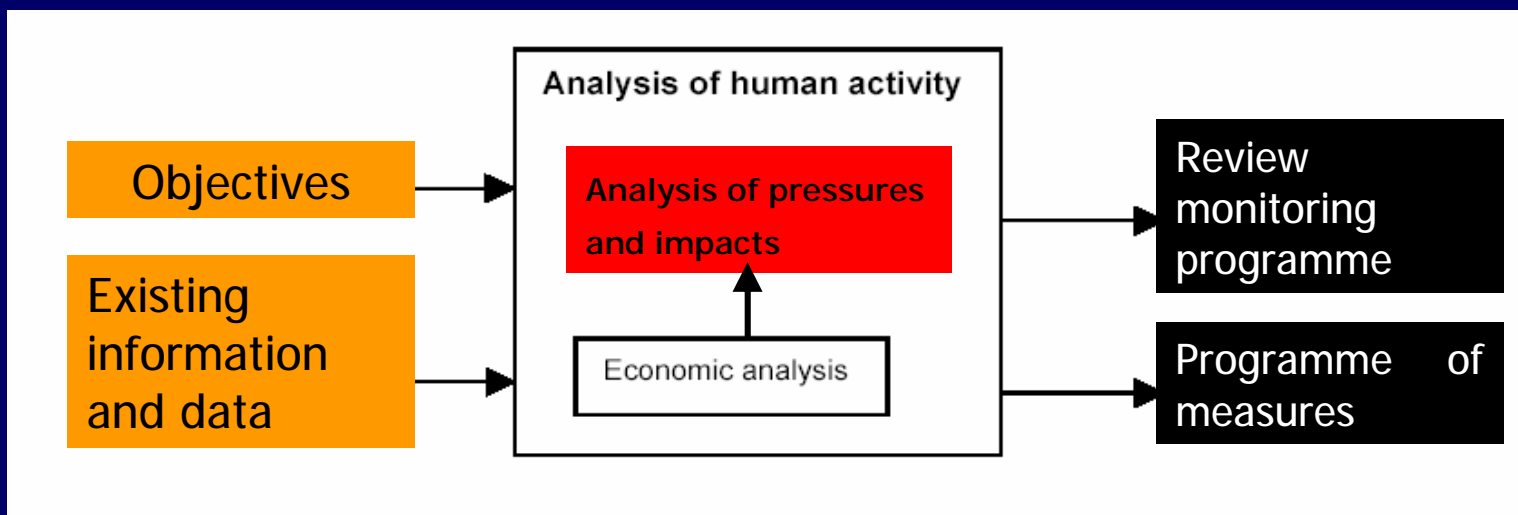 Analysis of human activity
Objectives
Existing
information
and data
Analysis of pressures
and impacts
Economic analysis
Review
monitoring
programme
Programme of
measures